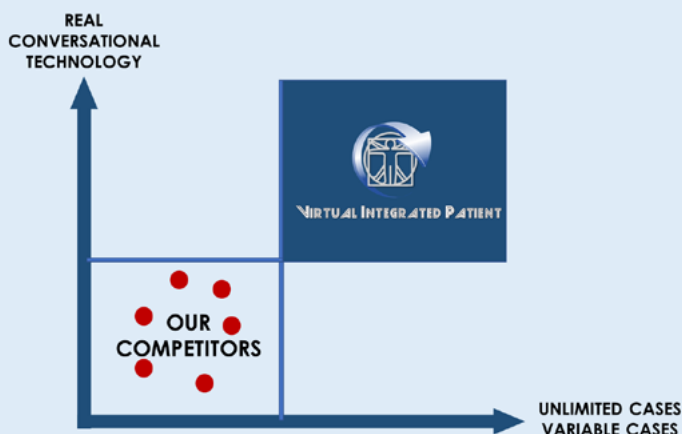 REAL
CONVERSATIONAL
TECHNOLOGY
VIRTUAL INTEGRATED PATIENT
OUR
COMPETITORS
UNLIMITED CASES
VARIABLE CASES